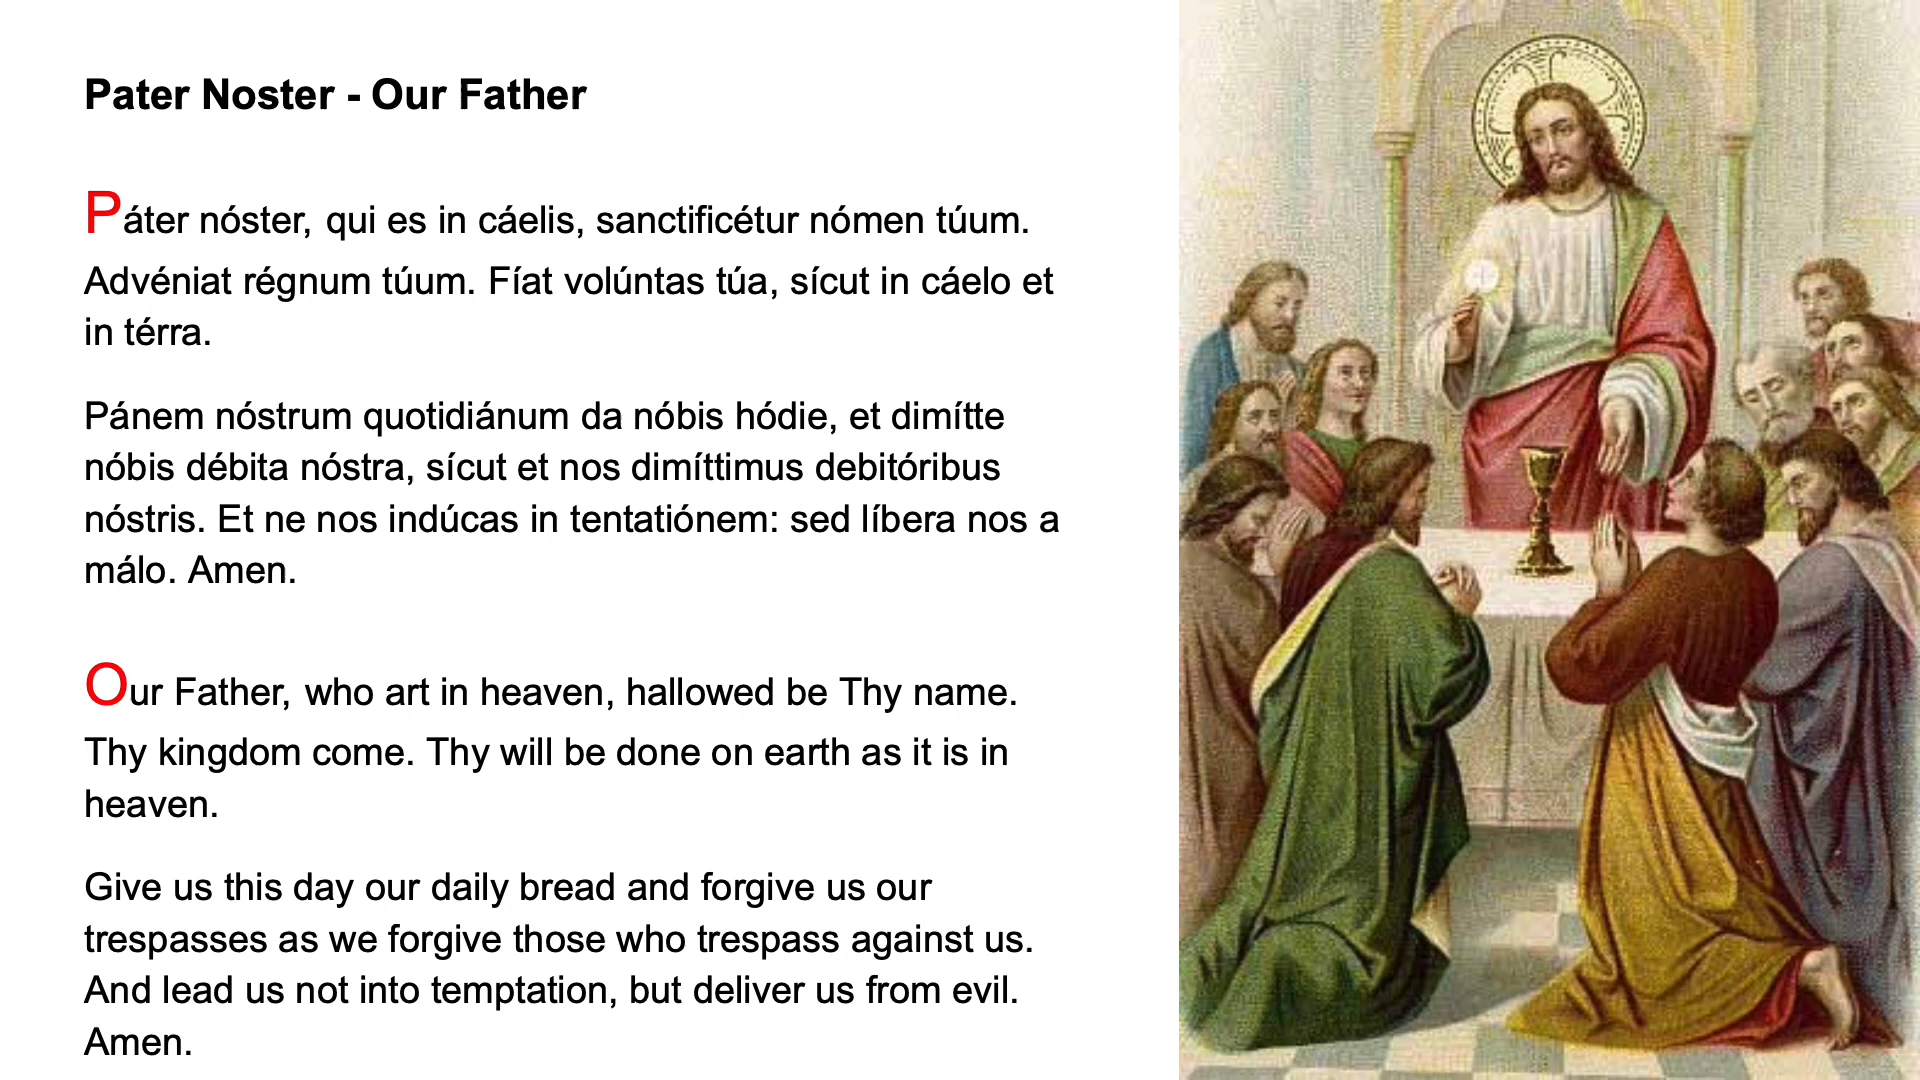 Pater Noster - Our Father
Páter nóster, qui es in cáelis, sanctificétur nómen túum.
Advéniat régnum túum. Fíat volúntas túa, sícut in cáelo et
in térra.
Pánem nóstrum quotidiánum da nóbis hódie, et dimítte
nóbis débita nóstra, sícut et nos dimíttimus debitóribus
nóstris. Et ne nos indúcas in tentatiónem: sed líbera nos a
málo. Amen.
Our Father, who art in heaven, hallowed be Thy name.
Thy kingdom come. Thy will be done on earth as it is in
heaven.
Give us this day our daily bread and forgive us our
trespasses as we forgive those who trespass against us.
And lead us not into temptation, but deliver us from evil.
Amen.